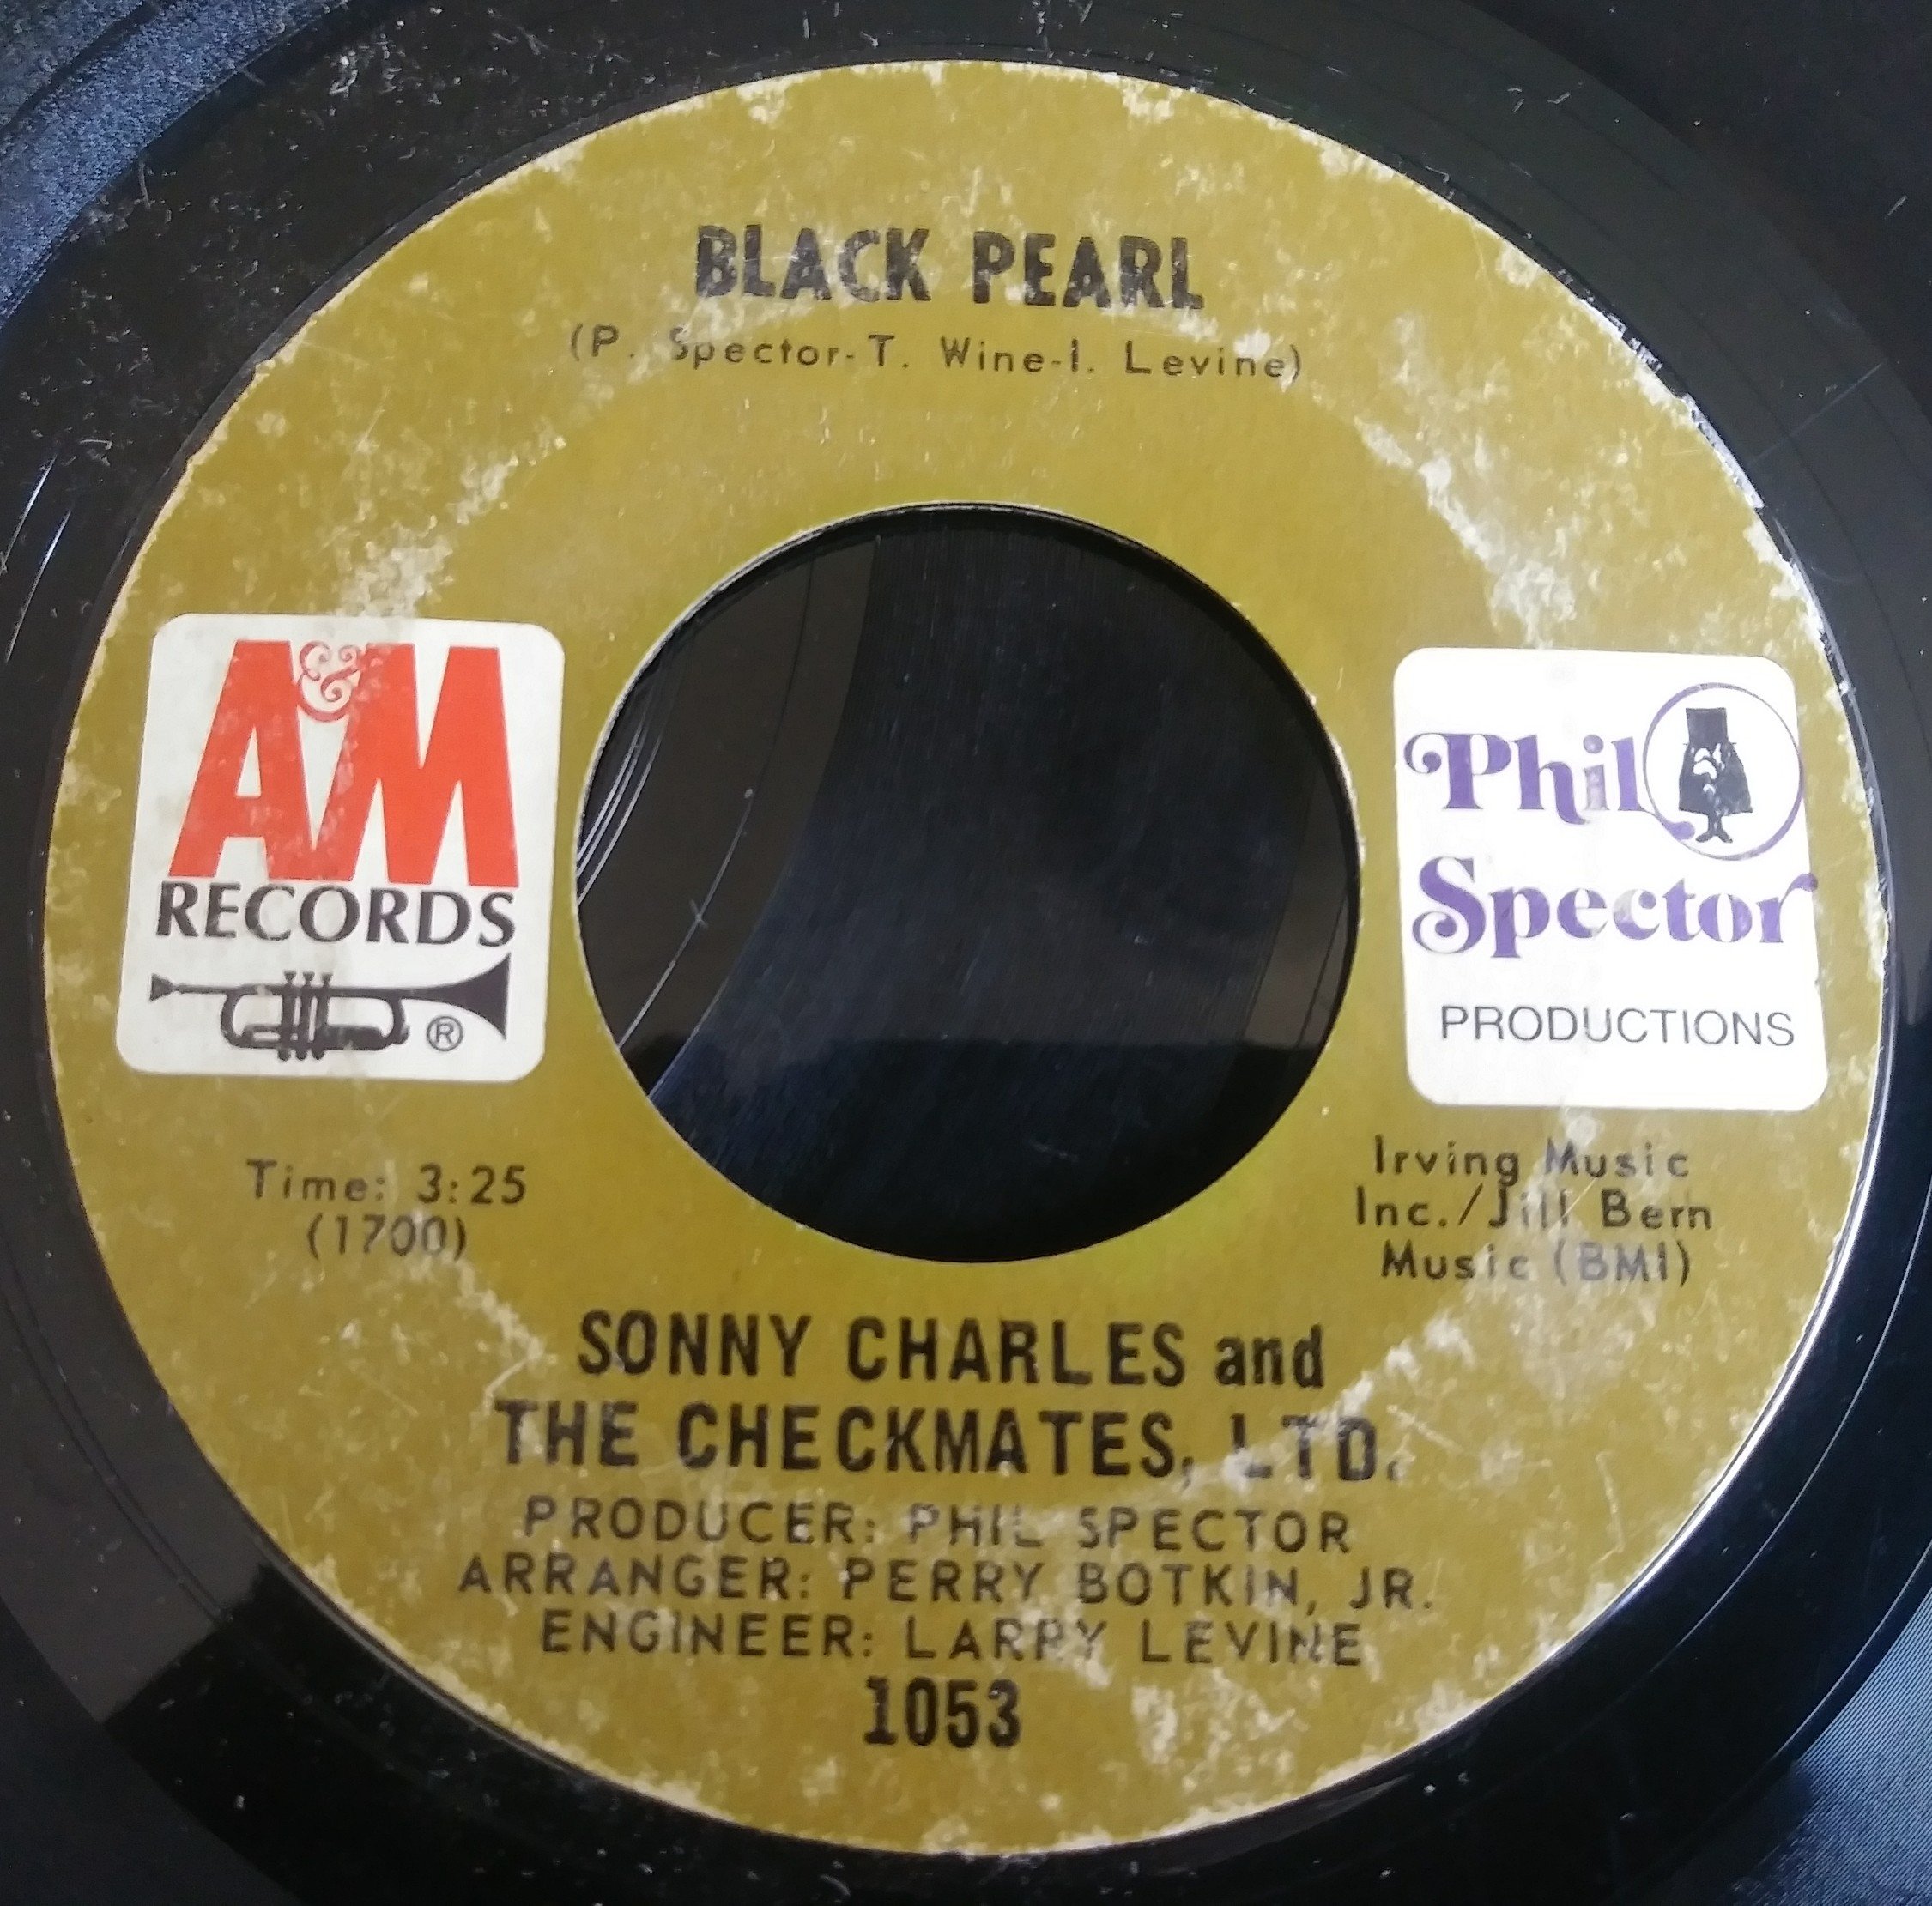 BLACK PEARL
(P. Spector-T. Wine-I. Levine)
A&M
RECORDS
®
Phil
Spector
PRODUCTIONS
Time: 3:25
(1700)
Irving Music
Inc./Jill Bern
Music (BMI)
SONNY CHARLES and
THE CHECKMATES, LTD.
PRODUCER: PHIL SPECTOR
ARRANGER: PERRY BOTKIN, JR.
ENGINEER: LARRY LEVINE
1053